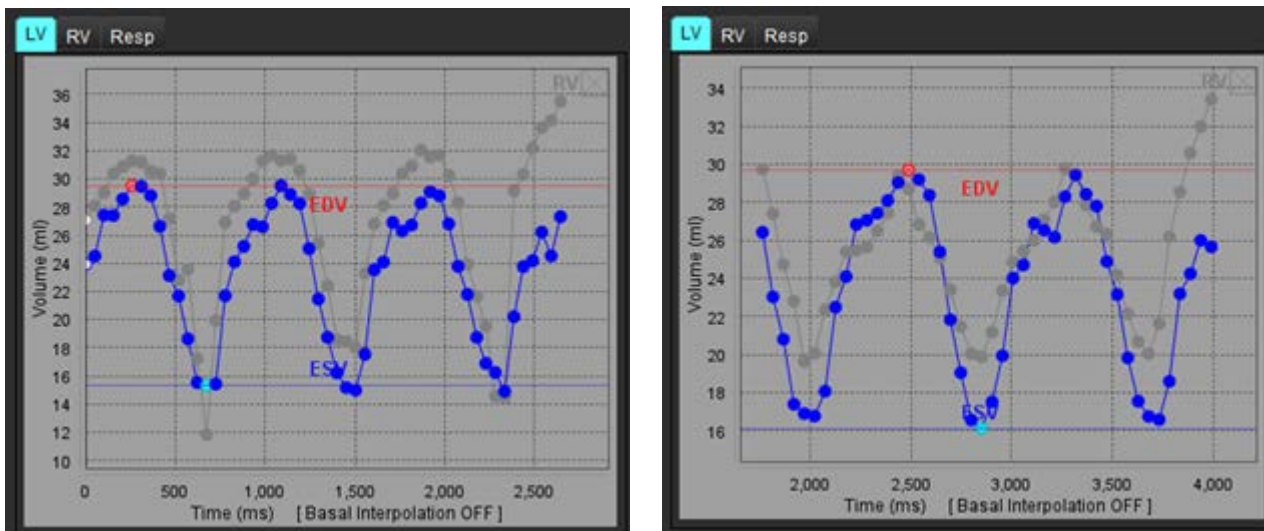 LV RV Resp
RV
36
34
32
30
28
26
24
22
20
18
16
14
12
10
Volume (ml)
EDV
ESV
0 500 1,000 1,500 2,000 2,500
Time (ms) [ Basal Interpolation OFF ]
LV RV Resp
RV
34
32
30
28
26
24
22
20
18
16
Volume (ml)
EDV
ESV
2,000 2,500 3,000 3,500 4,000
Time (ms) [ Basal Interpolation OFF ]